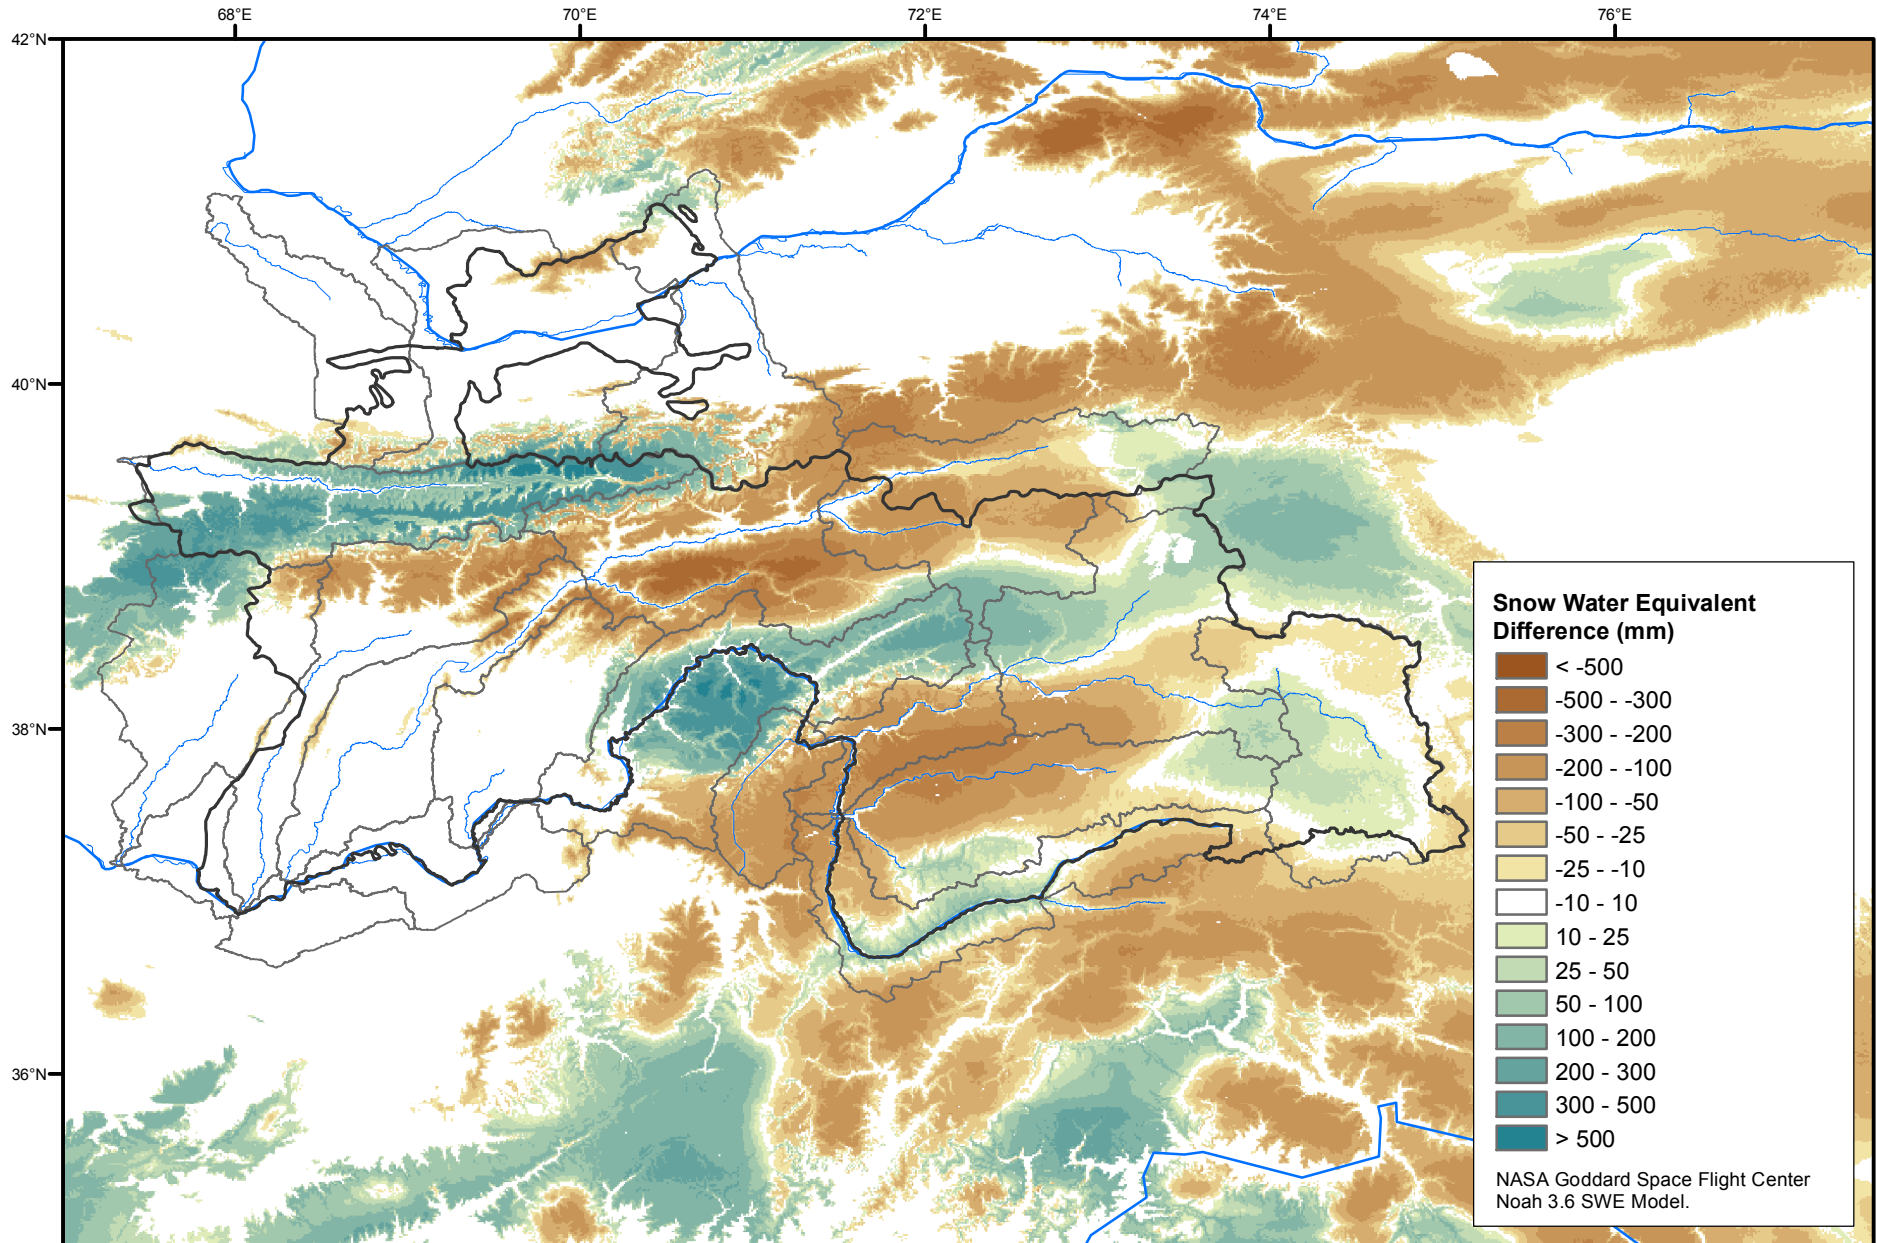 68°E 70°E 72°E 74°E 76°E
42°N
40°N
38°N
36°N
Snow Water Equivalent
Difference (mm)
< -500
-500 - -300
-300 - -200
-200 - -100
-100 - -50
-50 - -25
-25 - -10
-10 - 10
10 - 25
25 - 50
50 - 100
100 - 200
200 - 300
300 - 500
> 500
NASA Goddard Space Flight Center
Noah 3.6 SWE Model.